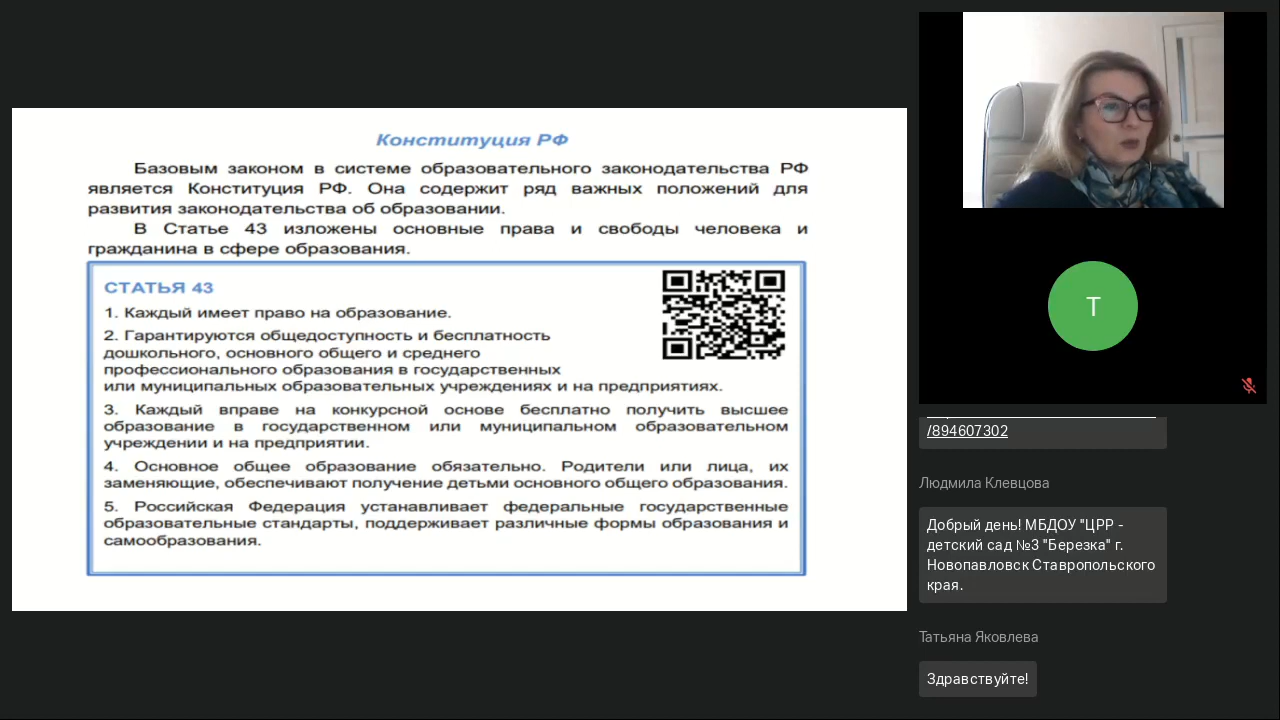 Конституция РФ
Базовым законом в системе образовательного законодательства РФ
является Конституция РФ. Она содержит ряд важных положений для
развития законодательства об образовании.
В Статье 43 изложены основные права и свободы человека и
гражданина в сфере образования.
СТАТЬЯ 43
1. Каждый имеет право на образование.
2. Гарантируются общедоступность и бесплатность
дошкольного, основного общего и среднего
профессионального образования в государственных
или муниципальных образовательных учреждениях и на предприятиях.
3. Каждый вправе на конкурсной основе бесплатно получить высшее
образование в государственном или муниципальном образовательном
учреждении и на предприятии.
4. Основное общее образование обязательно. Родители или лица, их
заменяющие, обеспечивают получение детьми основного общего образования.
5. Российская Федерация устанавливает федеральные государственные
образовательные стандарты, поддерживает различные формы образования и
самообразования.
Т
/894607302
Людмила Клевцова
Добрый день! МБДОУ "ЦРР -
детский сад №3 "Березка" г.
Новопавловск Ставропольского
края.
Татьяна Яковлева
Здравствуйте!